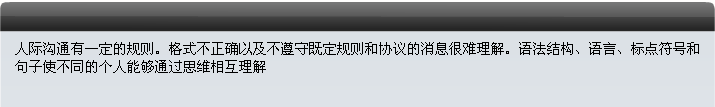 人际沟通有一定的规则。格式不正确以及不遵守既定规则和协议的消息很难理解。语法结构、语言、标点符号和
句子使不同的个人能够通过思维相互理解